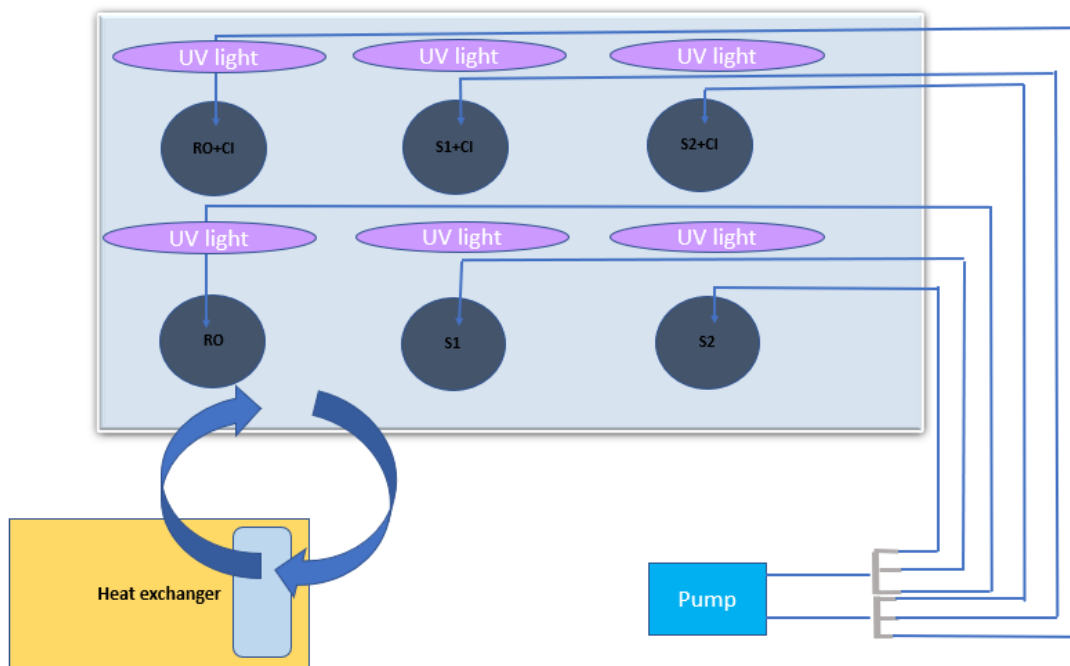 UV light
UV light
UV light
RO+Cl
S1+Cl
S2+Cl
UV light
UV light
UV light
RO
S1
S2
Heat exchanger
Pump